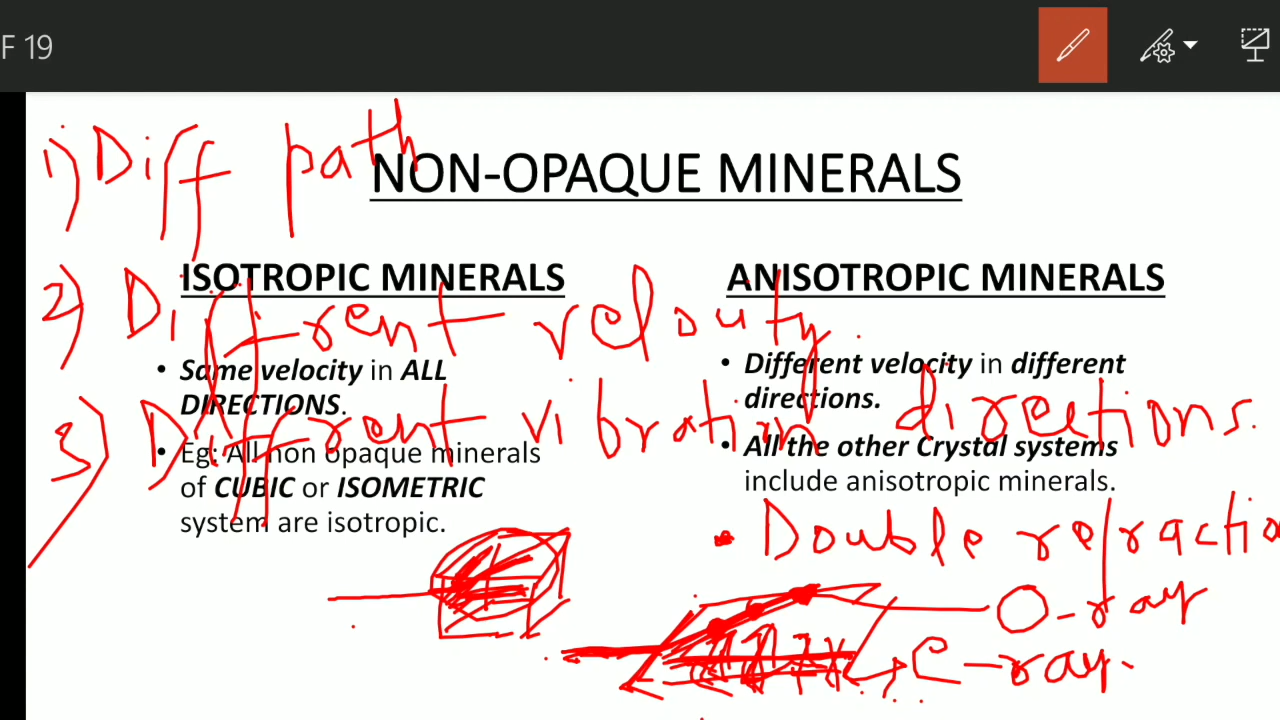 F 19
1) Diff path
NON-OPAQUE MINERALS
ISOTROPIC MINERALS
2) Different velouty.
• Same velocity in ALL
DIRECTIONS.
3) Different vibration directions.
• Eg: All non opaque minerals
of CUBIC or ISOMETRIC
system are isotropic.
ANISOTROPIC MINERALS
• Different velocity in different
directions.
• All the other Crystal systems
include anisotropic minerals.
• Double refractio
O-ray
E-ray.